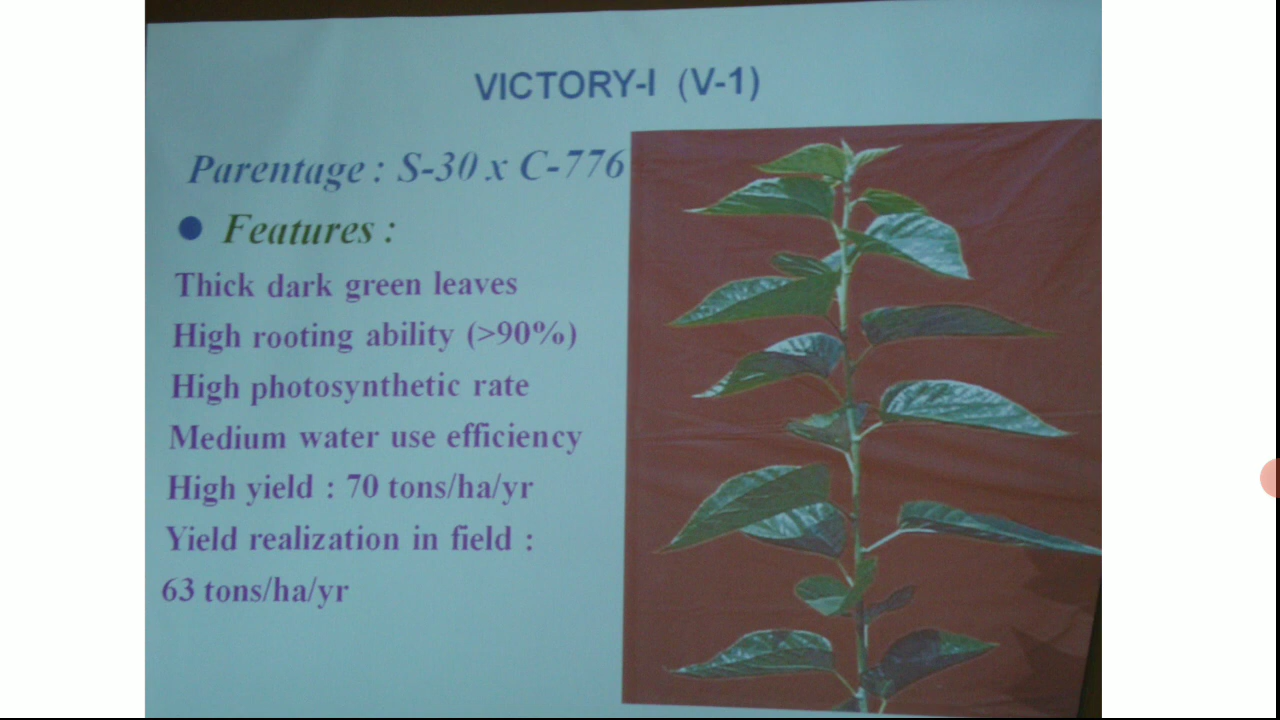 VICTORY-I (V-1)
Parentage : S-30 x C-776
● Features :
Thick dark green leaves
High rooting ability (>90%)
High photosynthetic rate
Medium water use efficiency
High yield : 70 tons/ha/yr
Yield realization in field :
63 tons/ha/yr